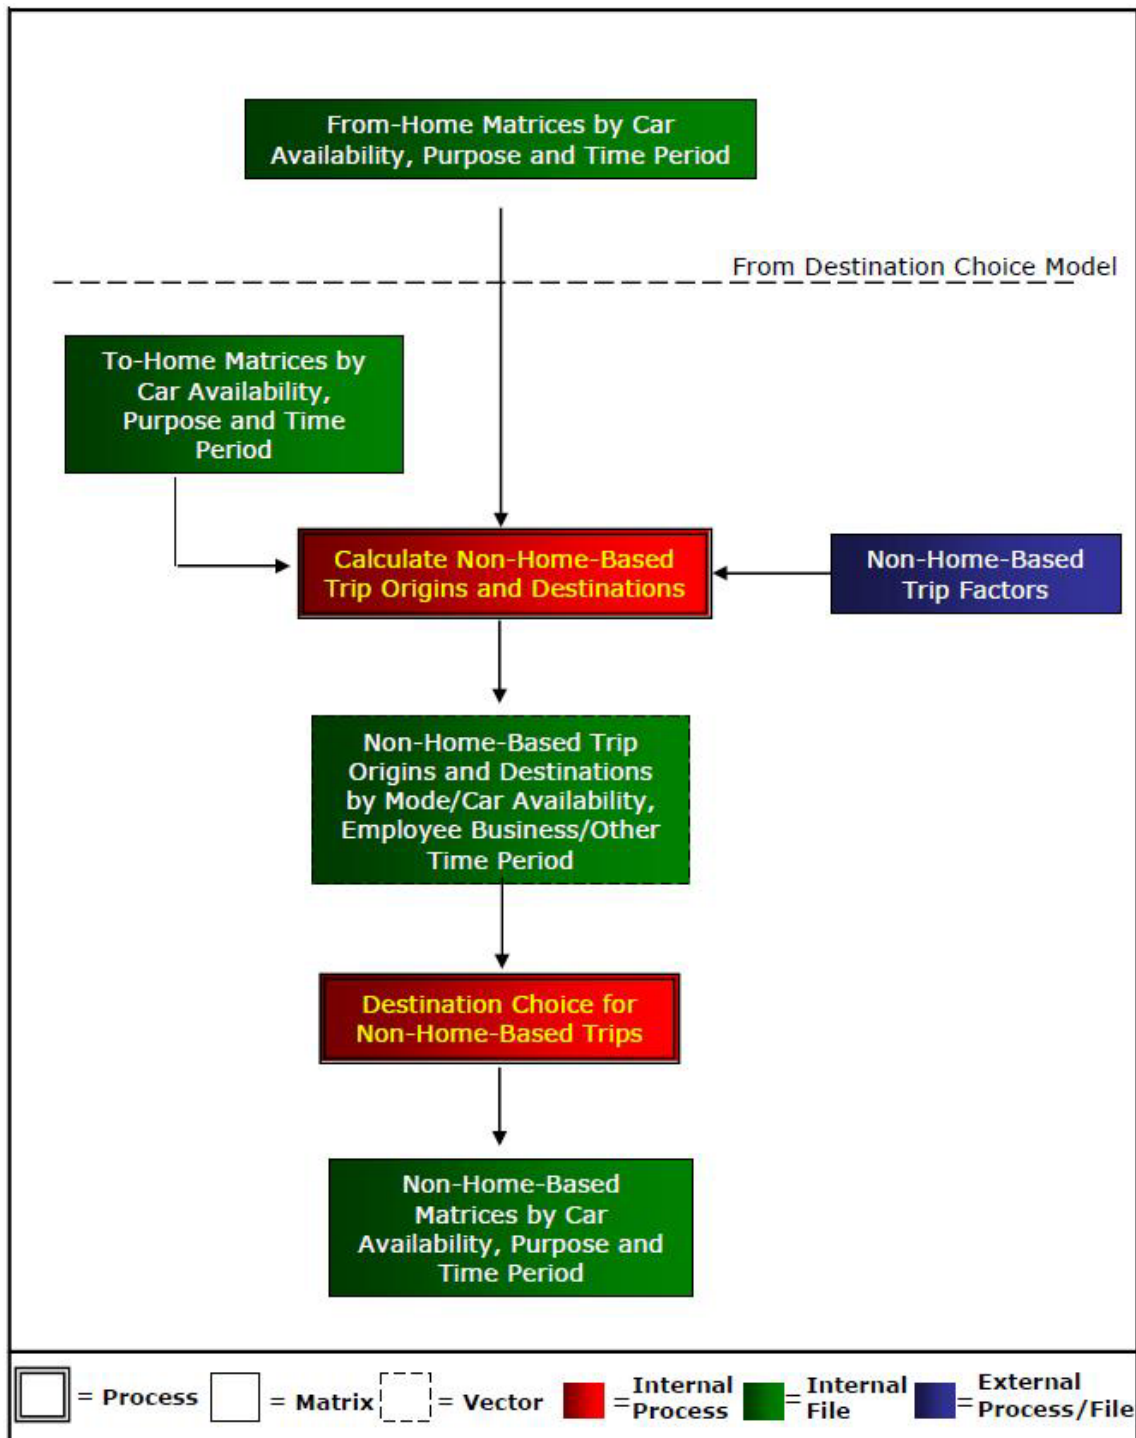 From-Home Matrices by Car
Availability, Purpose and Time Period
From Destination Choice Model
To-Home Matrices by
Car Availability,
Purpose and Time
Period
Calculate Non-Home-Based
Trip Origins and Destinations
Non-Home-Based
Trip Factors
Non-Home-Based Trip
Origins and Destinations
by Mode/Car Availability,
Employee Business/Other
Time Period
Destination Choice for
Non-Home-Based Trips
Non-Home-Based
Matrices by Car
Availability, Purpose and
Time Period
= Process
= Matrix
= Vector
=Internal
Process
=Internal
File
=External
Process/File